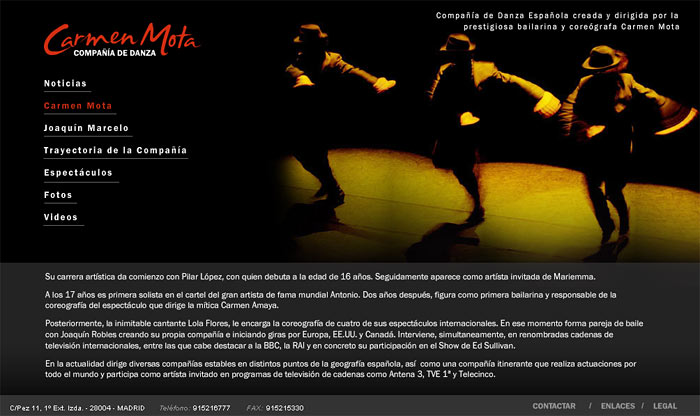 Carmen Mota
COMPAÑÍA DE DANZA
Compañía de Danza Española creada y dirigida por la
prestigiosa bailarina y coreógrafa Carmen Mota
Noticias
Carmen Mota
Joaquín Marcelo
Trayectoria de la Compañía
Espectáculos
Fotos
Videos
Su carrera artística da comienzo con Pilar López, con quien debuta a la edad de 16 años. Seguidamente aparece como artísta invitada de Mariemma.
A los 17 años es primera solista en el cartel del gran artista de fama mundial Antonio. Dos años después, figura como primera bailarina y responsable de la
coreografía del espectáculo que dirige la mítica Carmen Amaya.
Posteriormente, la inimitable cantante Lola Flores, le encarga la coreografía de cuatro de sus espectáculos internacionales. En ese momento forma pareja de baile
con Joaquín Robles creando su propia compañía e iniciando giras por Europa, EE.UU. y Canadá. Interviene, simultaneamente, en renombradas cadenas de
televisión internacionales, entre las que cabe destacar a la BBC, la RAI y en concreto su participación en el Show de Ed Sullivan.
En la actualidad dirige diversas compañías estables en distintos puntos de la geografía española, así como una compañía itinerante que realiza actuaciones por
todo el mundo y participa como artista invitado en programas de televisión de cadenas como Antena 3, TVE 1ª y Telecinco.
C/Pez 11, 1º Ext. Izda. - 28004 - MADRID Teléfono: 915216777 FAX: 915215330 CONTACTAR / ENLACES / LEGAL